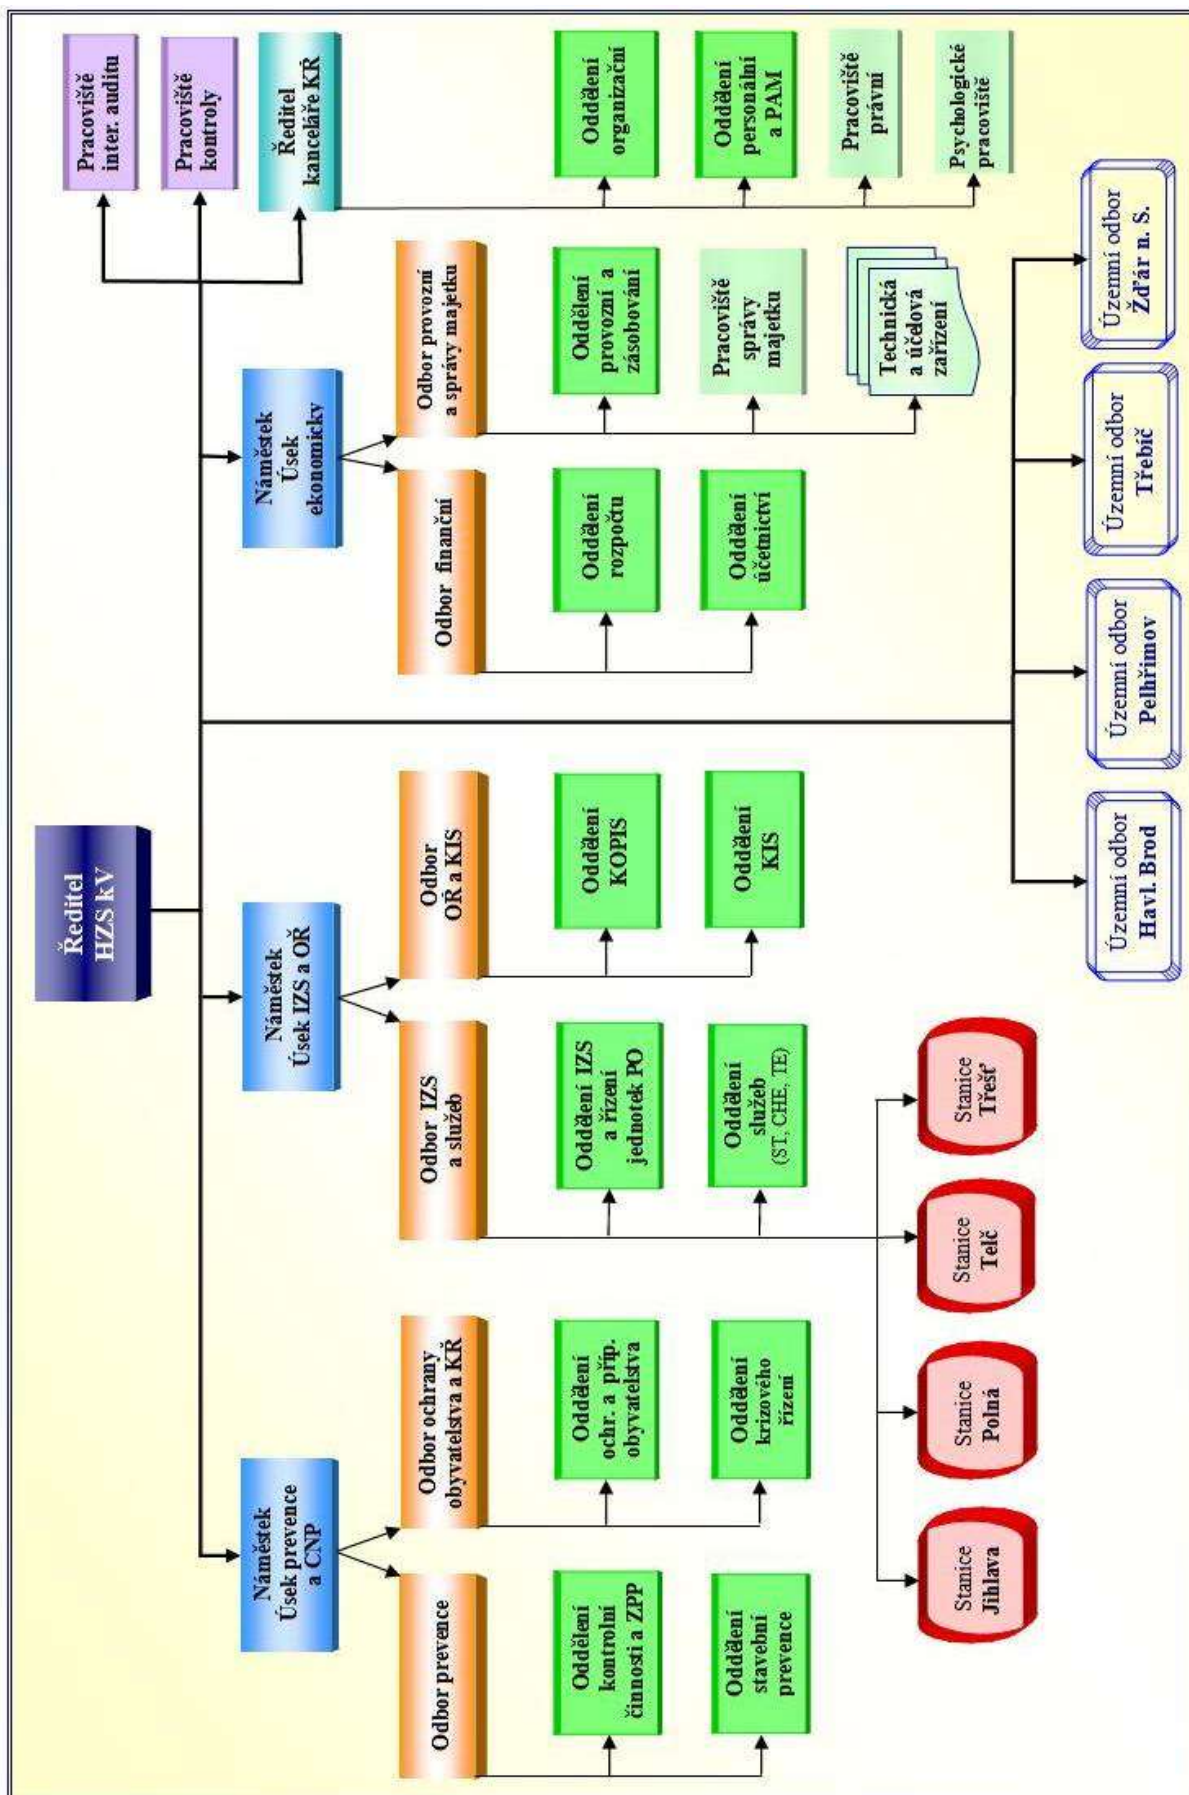 Ředitel
HZS kV
Pracoviště
inter. auditu
Pracoviště
kontroly
Ředitel
kanceláře KŘ
Náměstek
Úsek prevence
a CNP
Náměstek
Úsek IZS a OŘ
Náměstek
Úsek
ekonomicky
Odbor prevence
Odbor ochrany
obyvatelstva a KŘ
Odbor IZS
a služeb
Odbor
OŘ a KIS
Odbor finanční
Odbor provozní
a správy majetku
Oddělení
kontrolní
činnosti a ZPP
Oddělení
ochr. a příp.
obyvatelstva
Oddělení IZS
a řízení
jednotek PO
Oddělení
KOPIS
Oddělení
rozpočtu
Oddělení
provozní a
zásobování
Oddělení
organizační
Oddělení
stavební
prevence
Oddělení
krizového
řízení
Oddělení
služeb
(ST, CHE, TE)
Oddělení
KIS
Oddělení
účetnictví
Pracoviště
správy
majetku
Oddělení
personální
a PAM
Technická
a účelová
zařízení
Pracoviště
právní
Psychologické
pracoviště
Stanice
Jihlava
Stanice
Polná
Stanice
Telč
Stanice
Třešť
Územní odbor
Havl. Brod
Územní odbor
Pelhřimov
Územní odbor
Třebíč
Územní odbor
Žďár n. S.